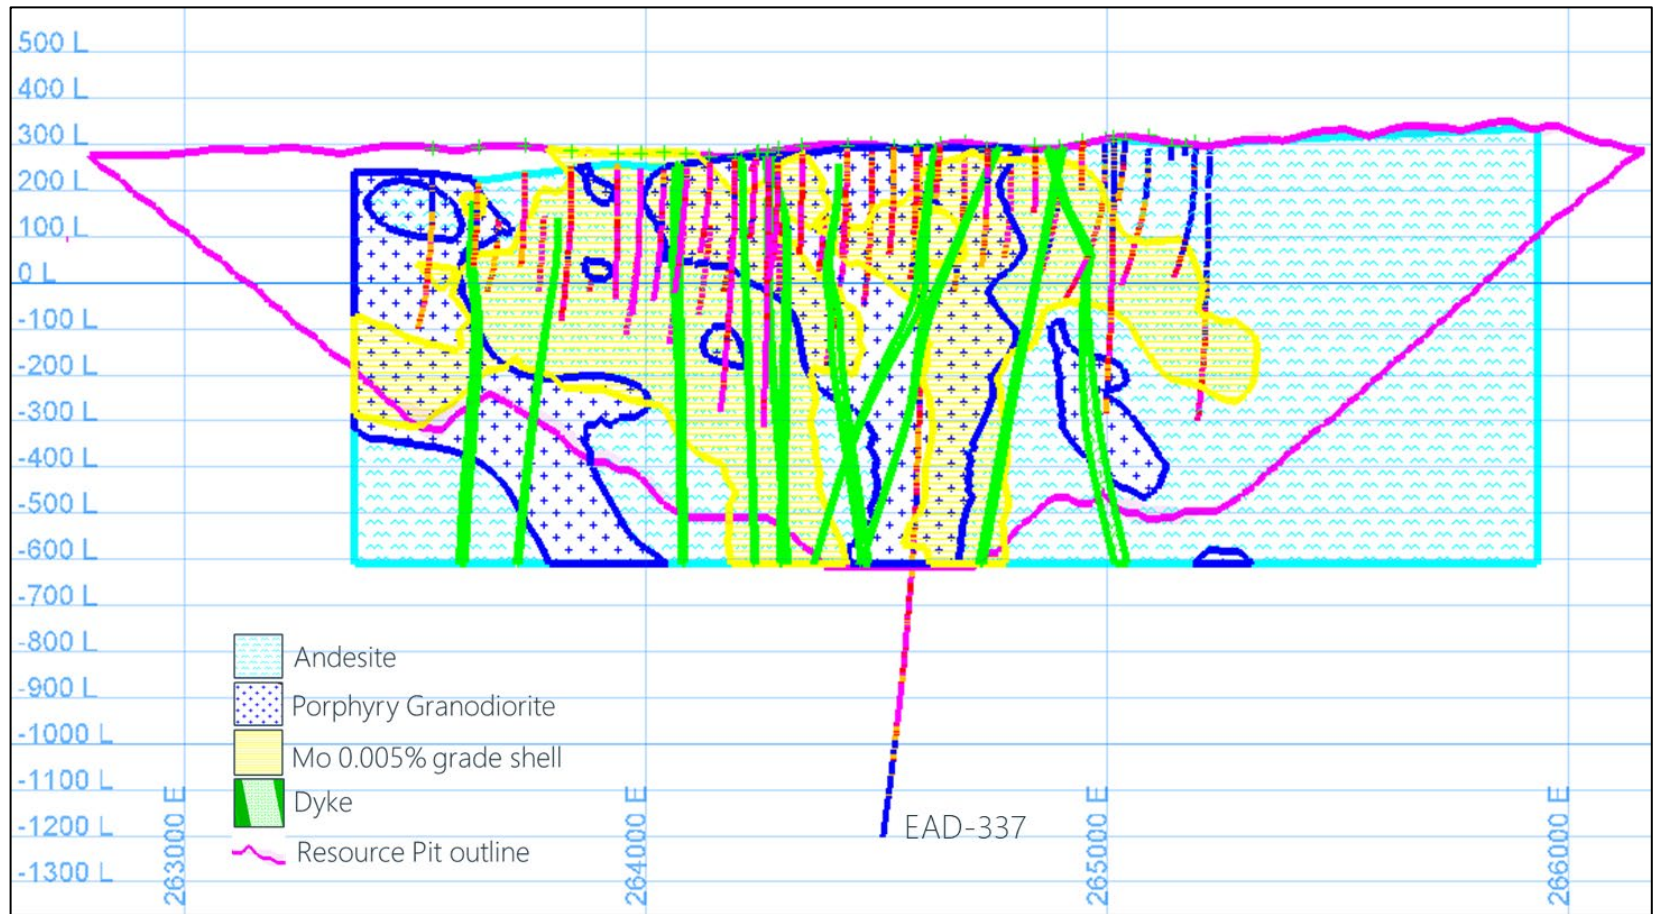 500 L
400 L
300 L
200 L
100 L
0 L
-100 L
-200 L
-300 L
-400 L
-500 L
-600 L
-700 L
-800 L
-900 L
-1000 L
-1100 L
-1200 L
-1300 L
Andesite
Porphyry Granodiorite
Mo 0.005% grade shell
Dyke
Resource Pit outline
EAD-337
263000 E
264000 E
265000 E
266000 E